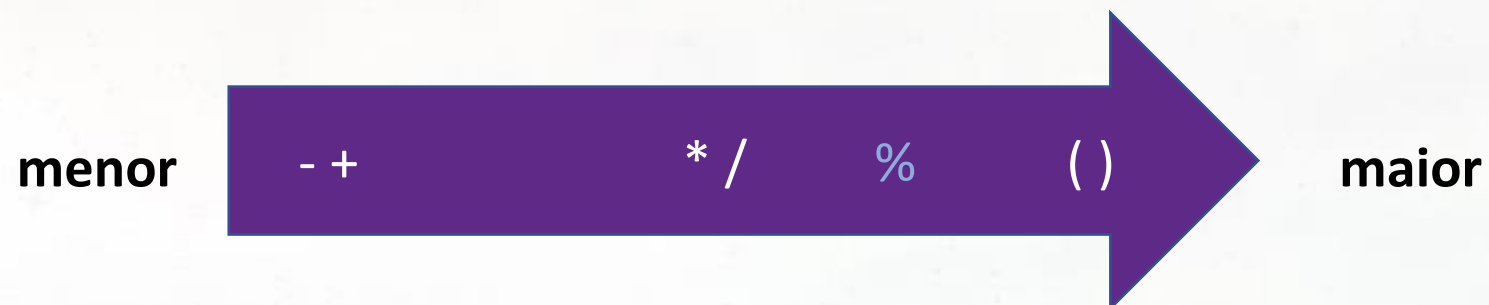 menor - + * / % ( ) maior